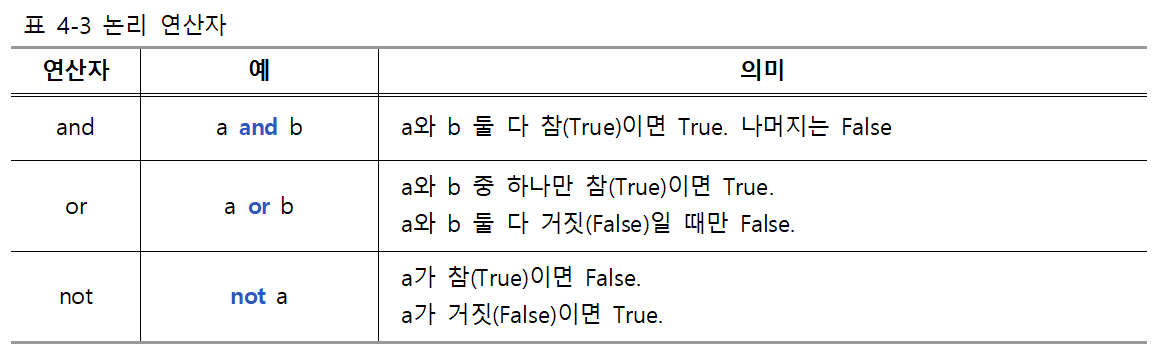 표 4-3 논리 연산자
연산자 예 의미
and a and b a와 b 둘 다 참(True)이면 True. 나머지는 False
or a or b a와 b 중 하나만 참(True)이면 True.
a와 b 둘 다 거짓(False)일 때만 False.
not not a a가 참(True)이면 False.
a가 거짓(False)이면 True.